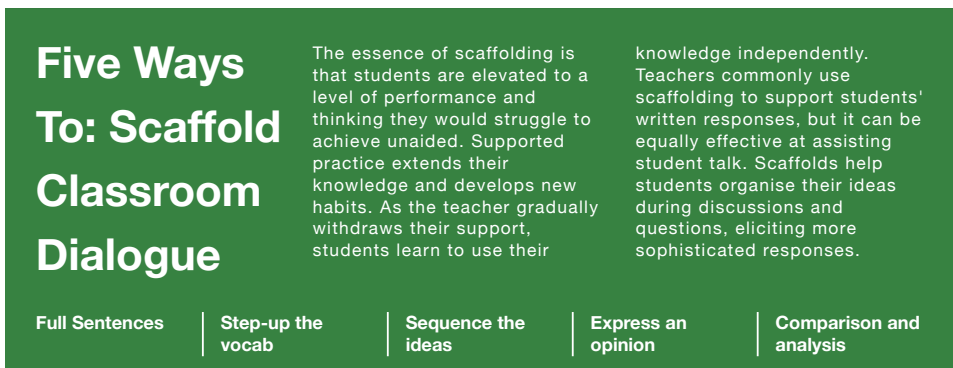 Five Ways
To: Scaffold
Classroom
Dialogue
The essence of scaffolding is
that students are elevated to a
level of performance and
thinking they would struggle to
achieve unaided. Supported
practice extends their
knowledge and develops new
habits. As the teacher gradually
withdraws their support,
students learn to use their
knowledge independently.
Teachers commonly use
scaffolding to support students'
written responses, but it can be
equally effective at assisting
student talk. Scaffolds help
students organise their ideas
during discussions and
questions, eliciting more
sophisticated responses.
Full Sentences
Step-up the
vocab
Sequence the
ideas
Express an
opinion
Comparison and
analysis